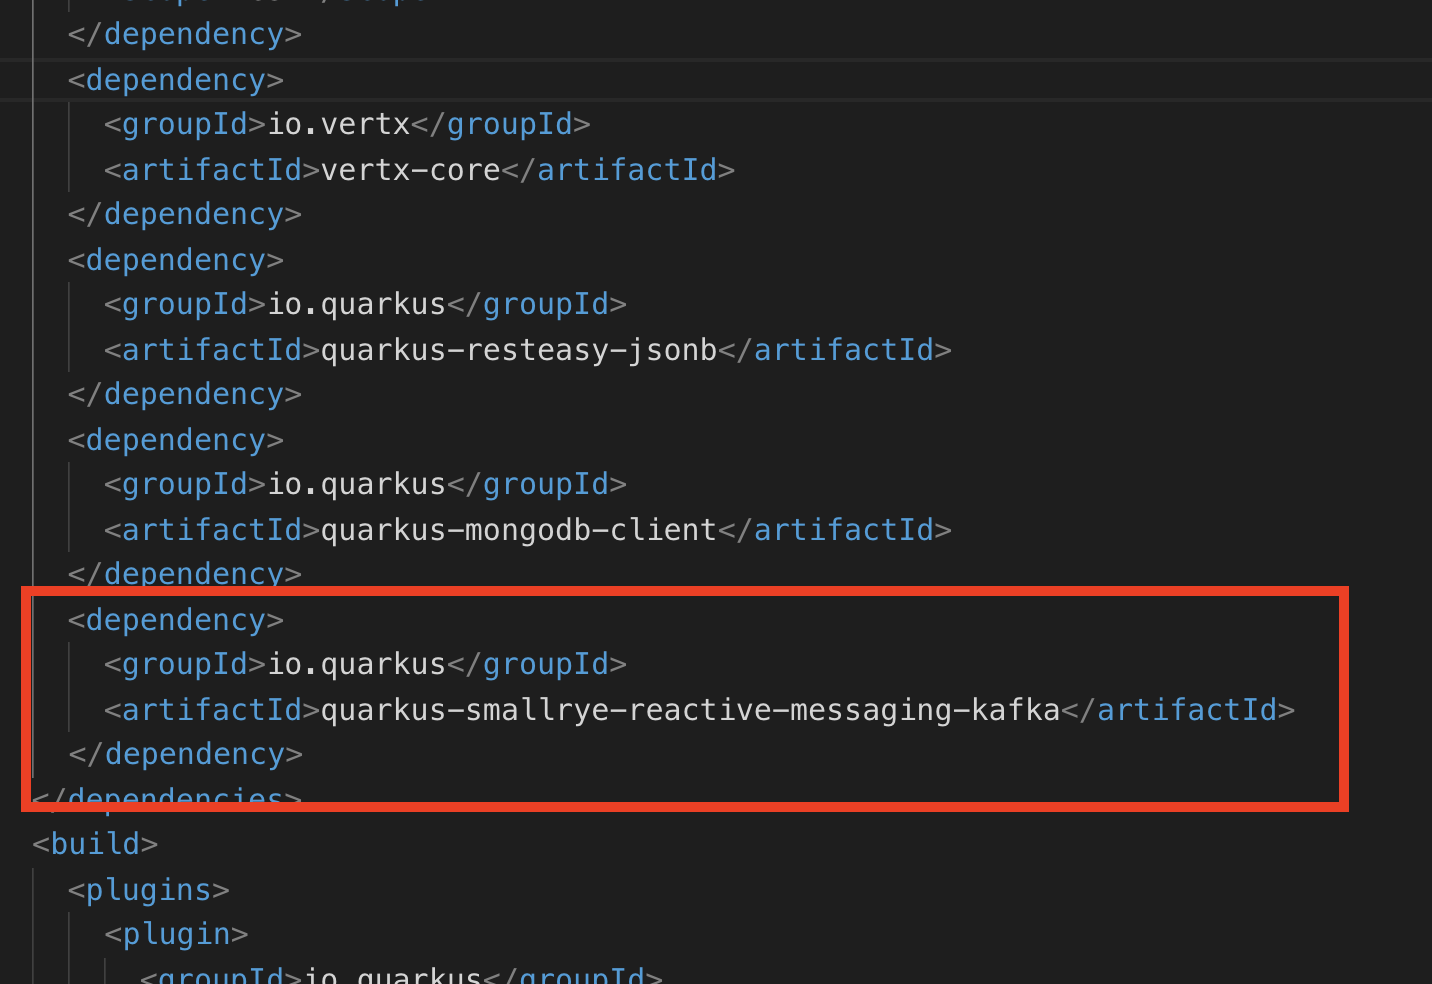 </dependency>
<dependency>
<groupId>io.vertx</groupId>
<artifactId>vertx-core</artifactId>
</dependency>
<dependency>
<groupId>io.quarkus</groupId>
<artifactId>quarkus-resteasy-jsonb</artifactId>
</dependency>
<dependency>
<groupId>io.quarkus</groupId>
<artifactId>quarkus-mongodb-client</artifactId>
</dependency>
<dependency>
<groupId>io.quarkus</groupId>
<artifactId>quarkus-smallrye-reactive-messaging-kafka</artifactId>
</dependency>
</dependencies>
<build>
<plugins>
<plugin>
<groupId>io.quarkus</groupId>